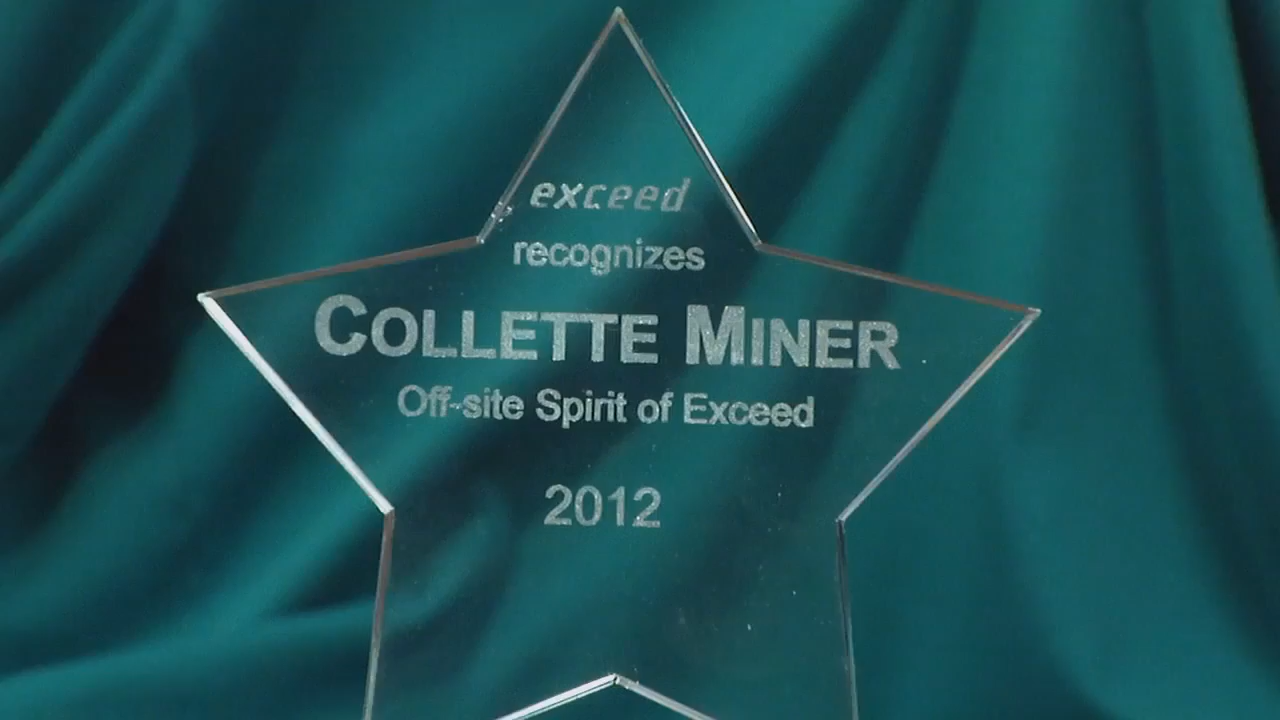 exceed
recognizes
COLLETTE MINER
Off-site Spirit of Exceed
2012